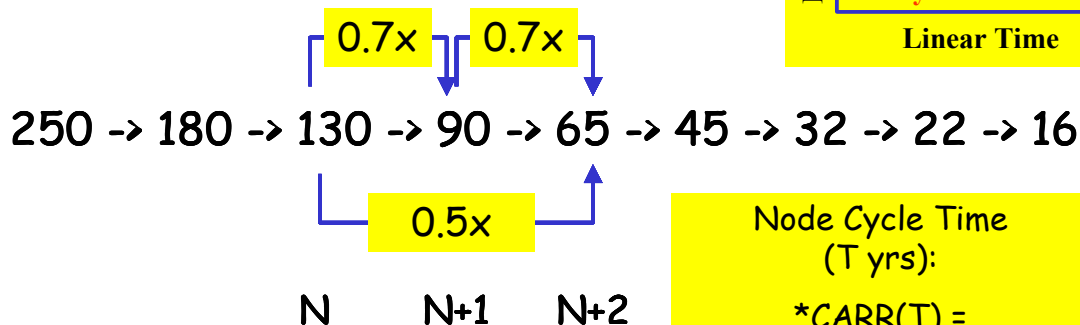 0.7x 0.7x
Linear Time
250 -> 180 -> 130 -> 90 -> 65 -> 45 -> 32 -> 22 -> 16
0.5x
Node Cycle Time
(T yrs):
*CARR(T) =
N N+1 N+2